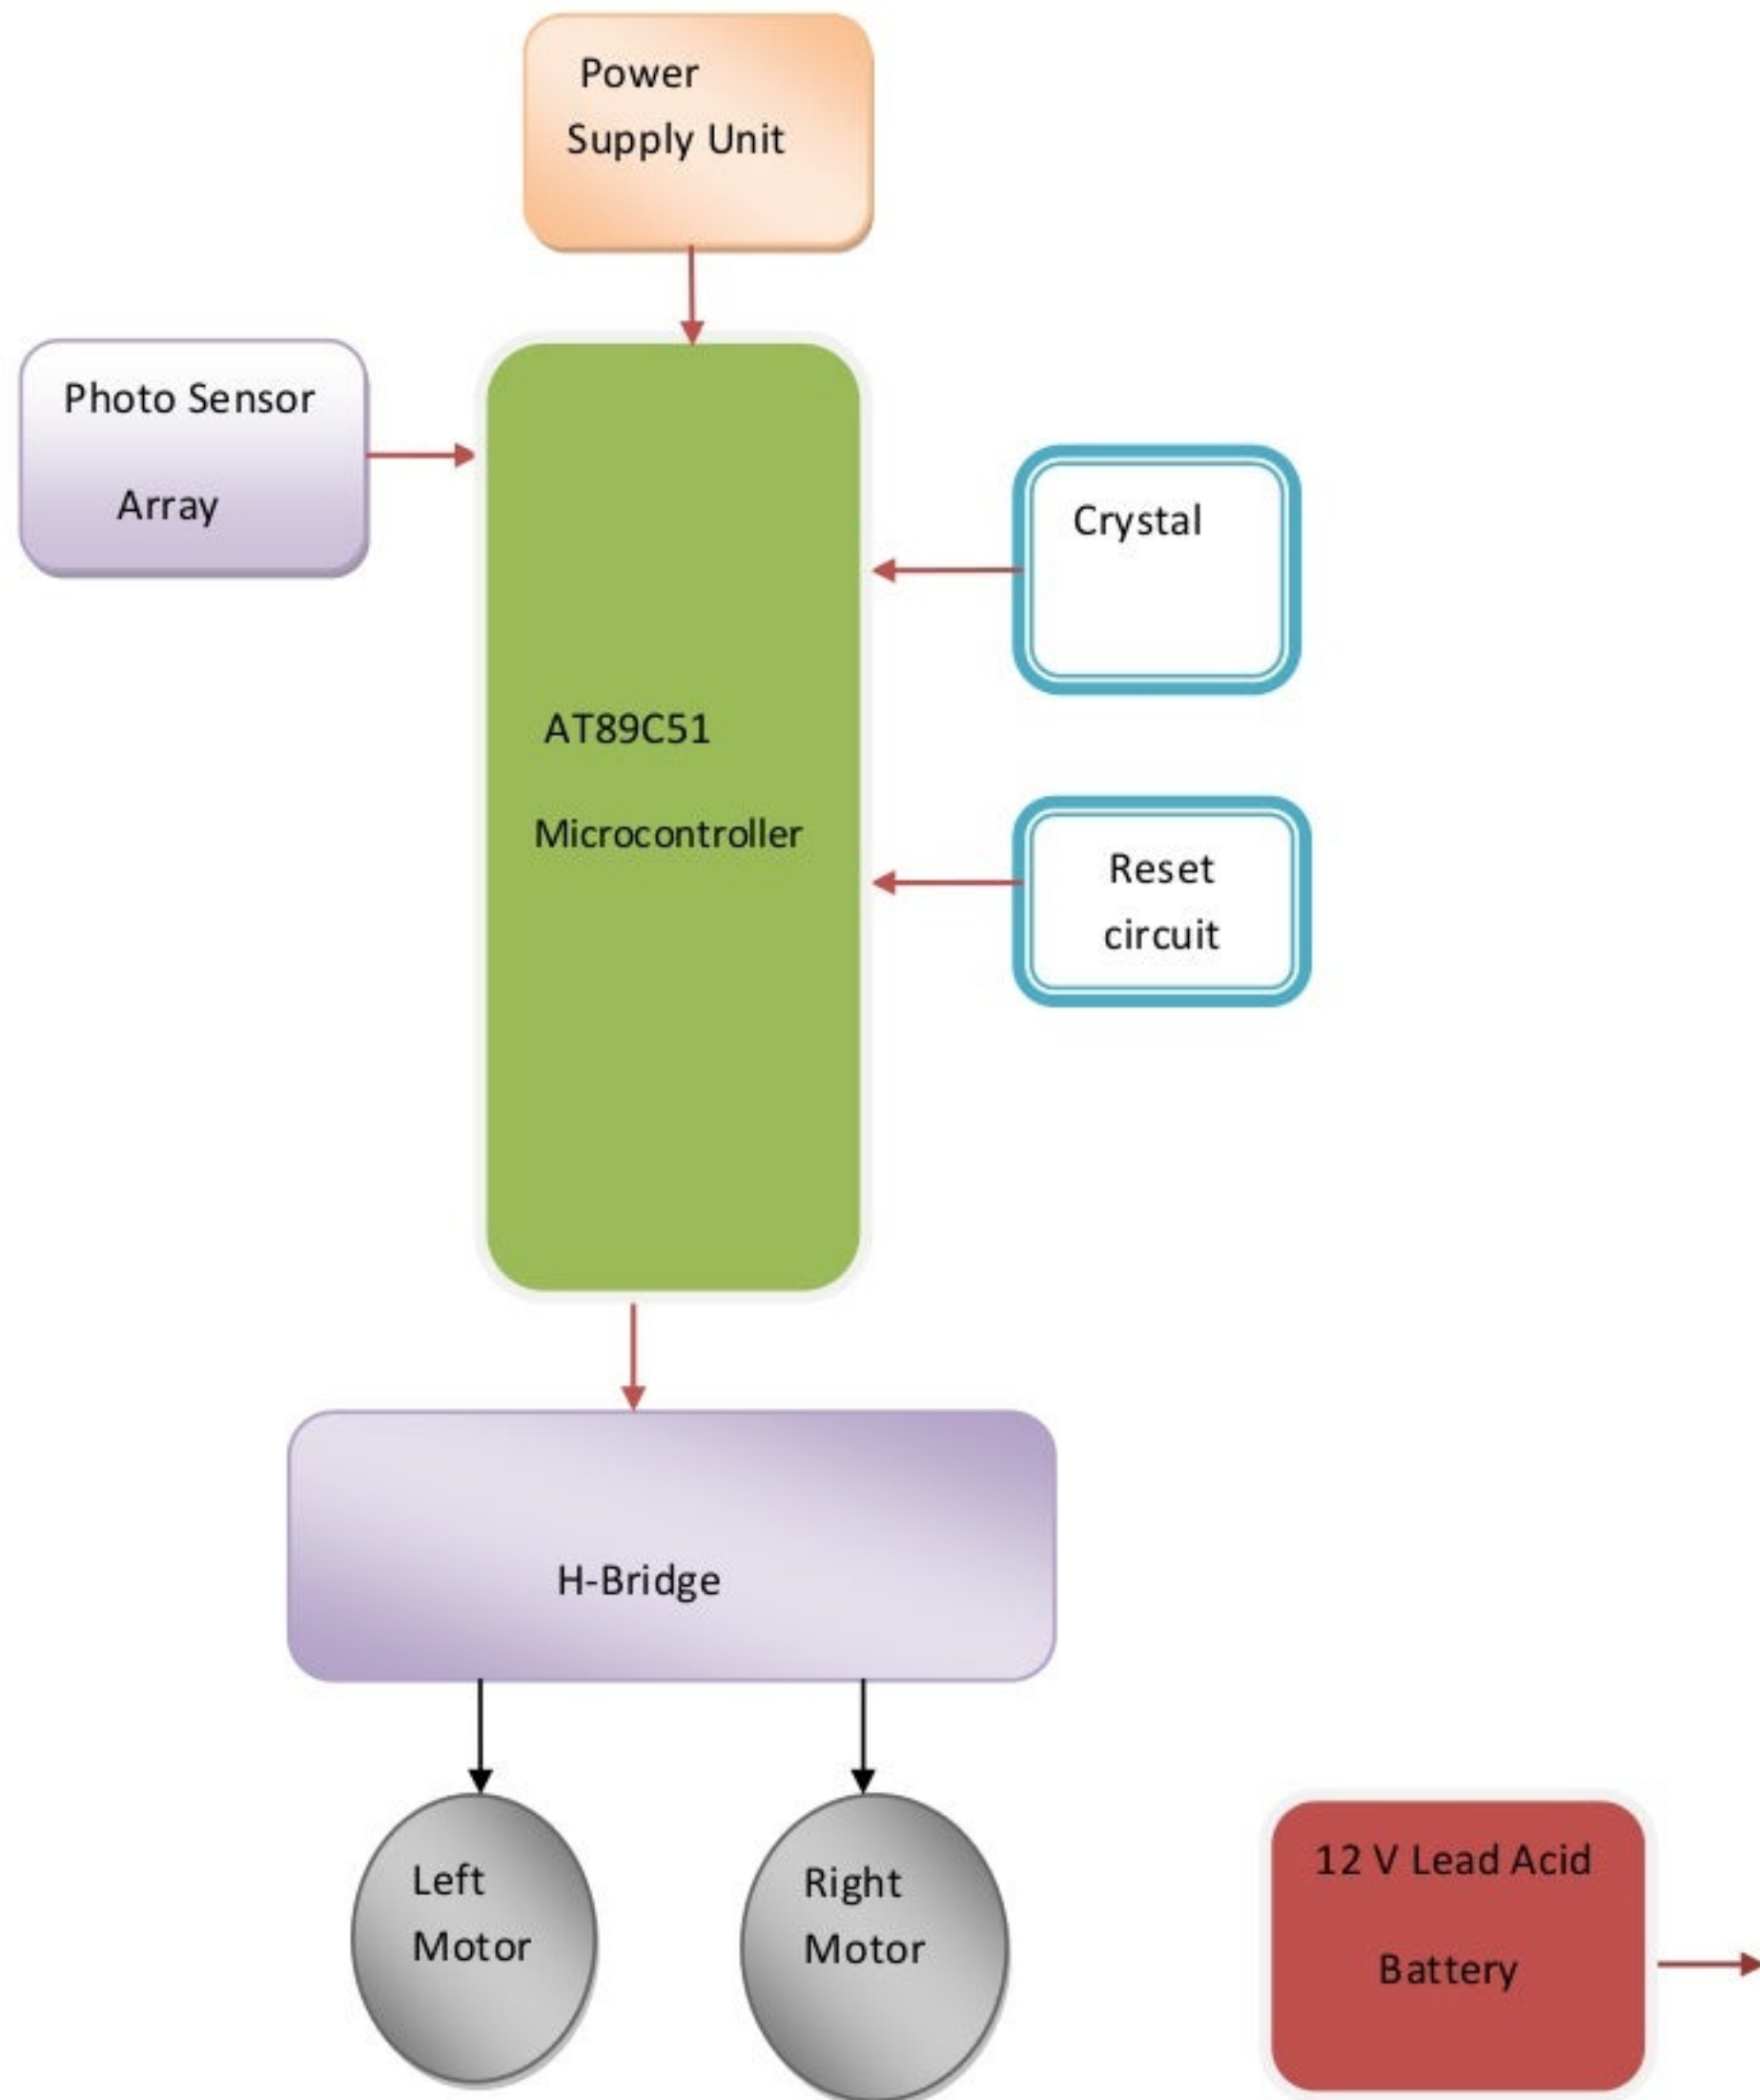 Power
Supply Unit
Photo Sensor
Array
Crystal
AT89C51
Microcontroller
Reset
circuit
H-Bridge
Left
Motor
Right
Motor
12 V Lead Acid
Battery